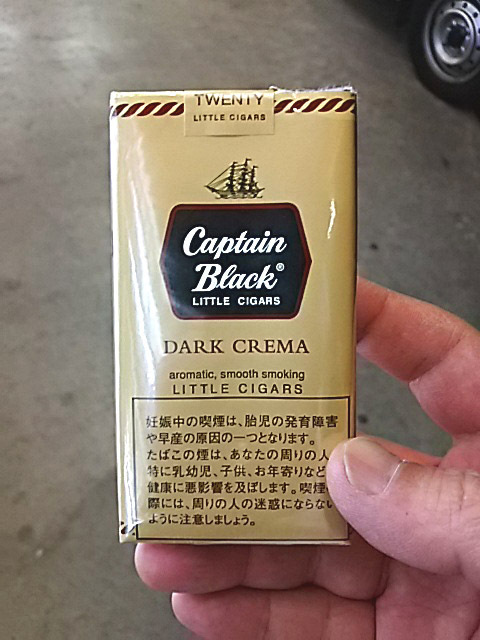 TWENTY
LITTLE CIGARS
Captain
Black®
LITTLE CIGARS
DARK CREMA
aromatic, smooth smoking
LITTLE CIGARS
妊娠中の喫煙は、胎児の発育障害
や早産の原因の一つとなります。
たばこの煙は、あなたの周りの人、
特に乳幼児、子供、お年寄りなど
健康に悪影響を及ぼします。喫煙
際には、周りの人の迷惑にならない
ように注意しましょう。